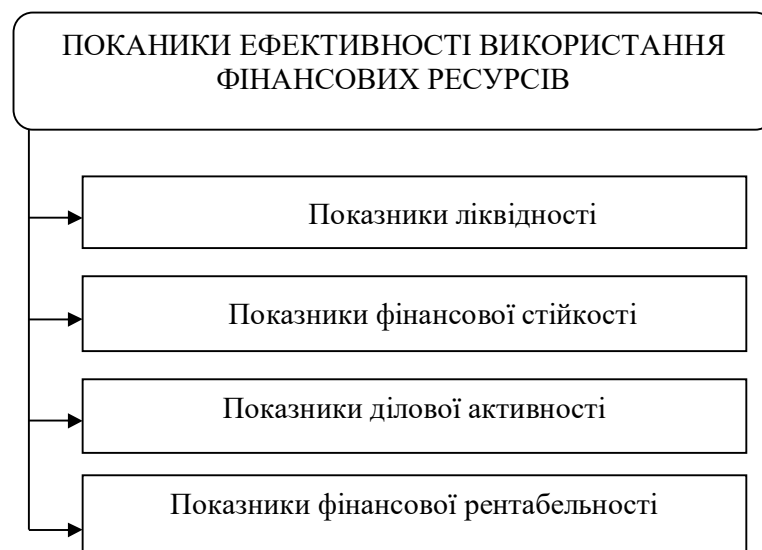 ПОКАНИКИ ЕФЕКТИВНОСТІ ВИКОРИСТАННЯ
ФІНАНСОВИХ РЕСУРСІВ
Показники ліквідності
Показники фінансової стійкості
Показники ділової активності
Показники фінансової рентабельності